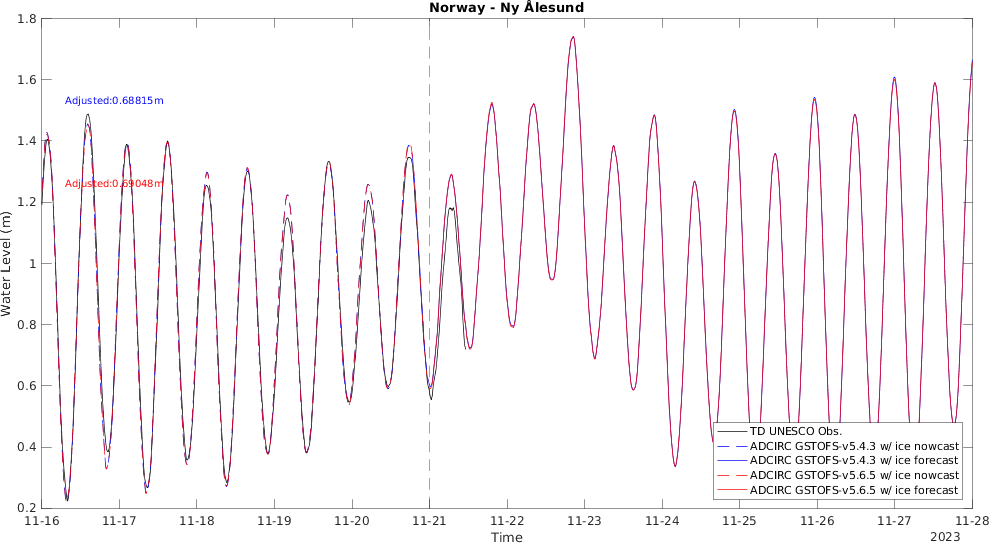 Norway - Ny Ålesund
1.8
1.6
1.4
1.2
1
0.8
0.6
0.4
0.2
Water Level (m)
Adjusted:0.68815m
Adjusted:0.69048m
TD UNESCO Obs.
ADCIRC GSTOFS-v5.4.3 w/ ice nowcast
ADCIRC GSTOFS-v5.4.3 w/ ice forecast
ADCIRC GSTOFS-v5.6.5 w/ ice nowcast
ADCIRC GSTOFS-v5.6.5 w/ ice forecast
11-16 11-17 11-18 11-19 11-20 11-21 11-22 11-23 11-24 11-25 11-26 11-27 11-28
Time
2023